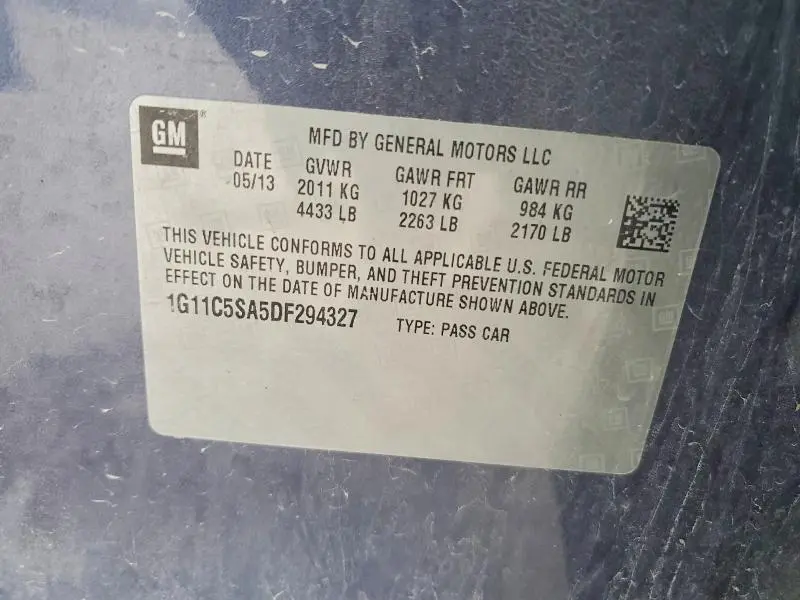 GM®
MFD BY GENERAL MOTORS LLC
DATE GVWR GAWR FRT GAWR RR
05/13 2011 KG 1027 KG 984 KG
4433 LB 2263 LB 2170 LB
THIS VEHICLE CONFORMS TO ALL APPLICABLE U.S. FEDERAL MOTOR
VEHICLE SAFETY, BUMPER, AND THEFT PREVENTION STANDARDS IN
EFFECT ON THE DATE OF MANUFACTURE SHOWN ABOVE.
1G11C5SA5DF294327 TYPE: PASS CAR